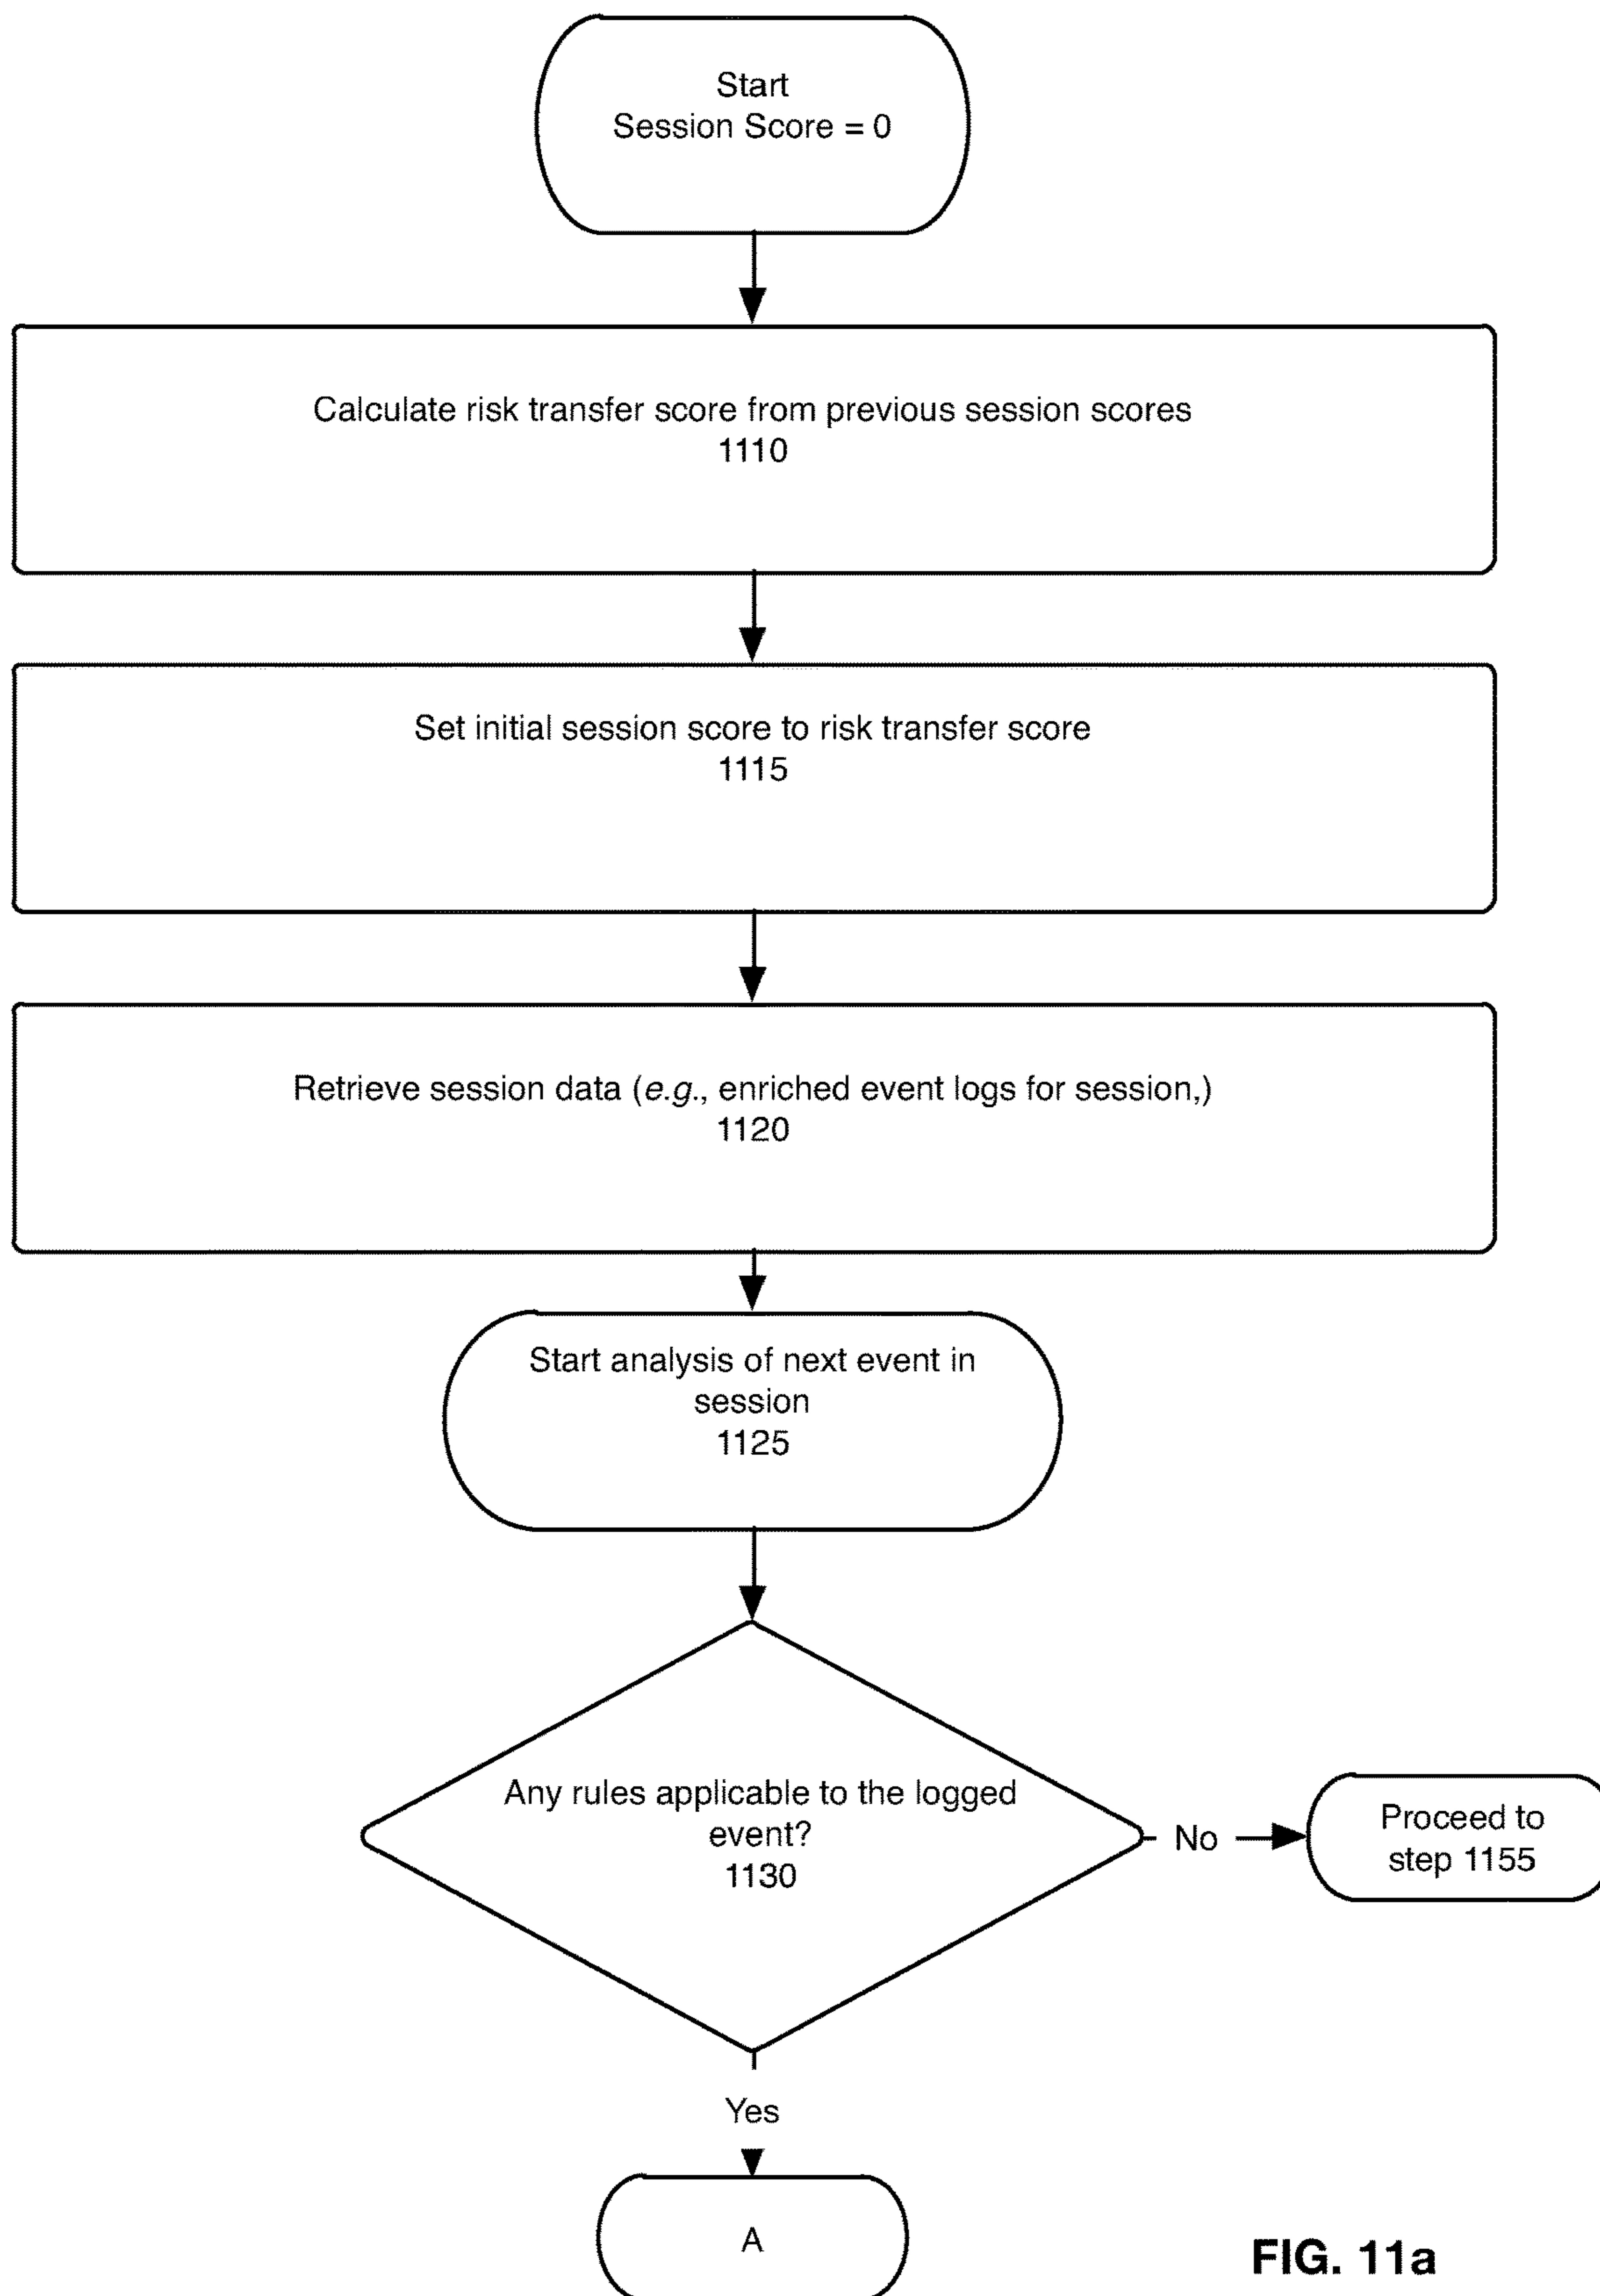 Start
Session Score = 0
Calculate risk transfer score from previous session scores
1110
Set initial session score to risk transfer score
1115
Retrieve session data (e.g., enriched event logs for session,)
1120
Start analysis of next event in
session
1125
Any rules applicable to the logged
event?
1130
No
Proceed to
step 1155
Yes
A
FIG. 11a